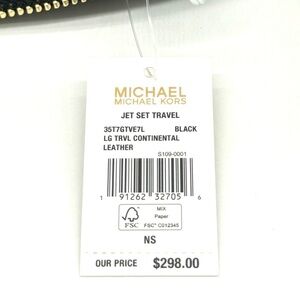 MICHAEL
MICHAEL KORS
JET SET TRAVEL
35T7GTVE7L BLACK
LG TRVL CONTINENTAL
LEATHER
S109-0001
1 91262 32705 6
FSC
MIX
Paper
FSC® C012345
NS
OUR PRICE $298.00